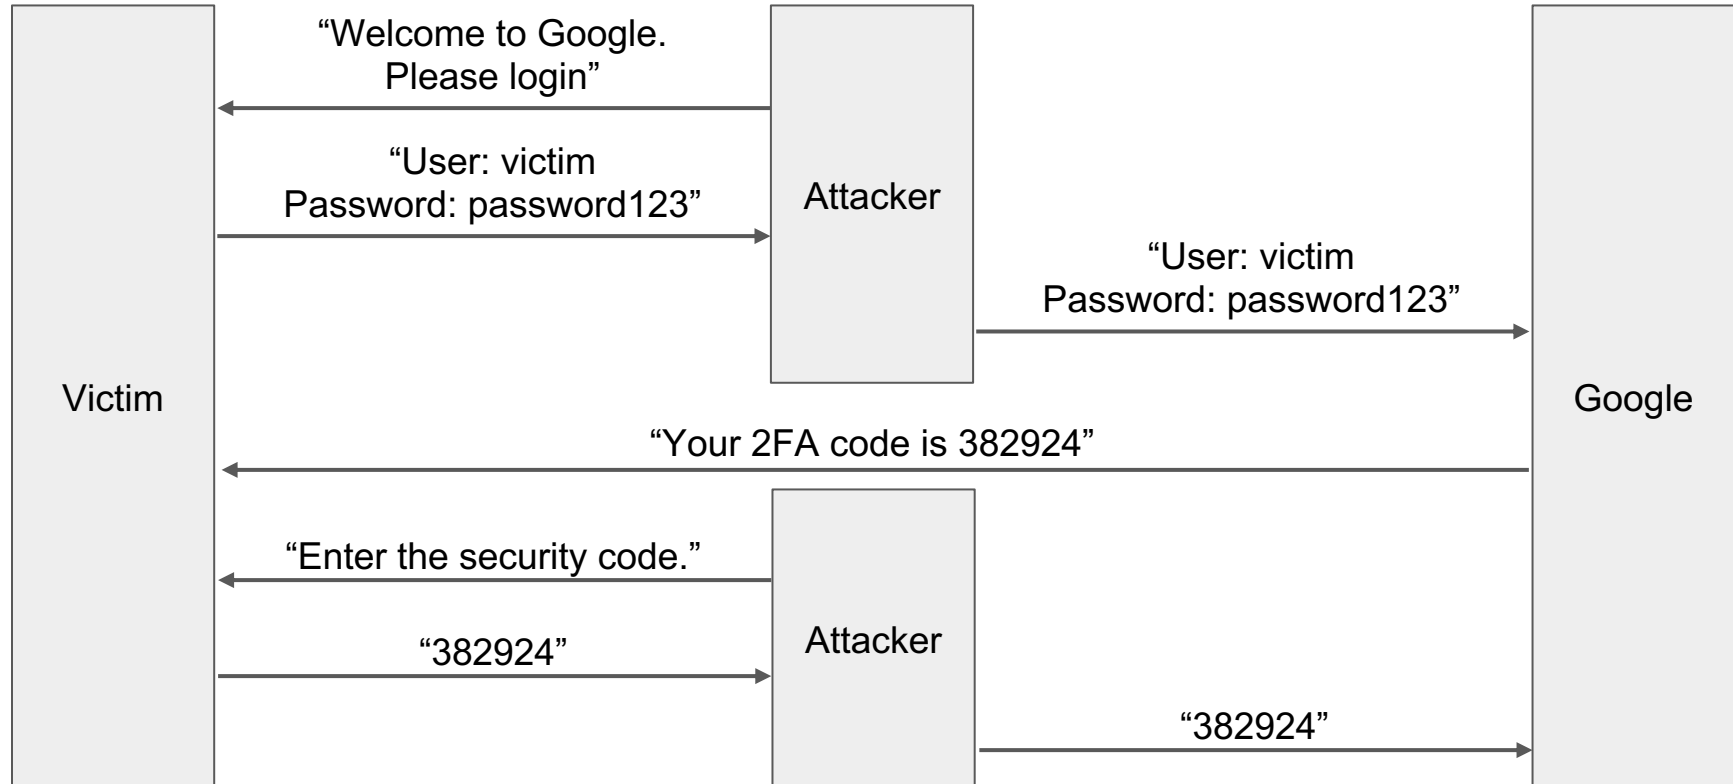 “Welcome to Google.
Please login”
“User: victim
Password: password123”
Attacker
“User: victim
Password: password123”
Victim
Google
“Your 2FA code is 382924”
“Enter the security code.”
“382924”
Attacker
“382924”